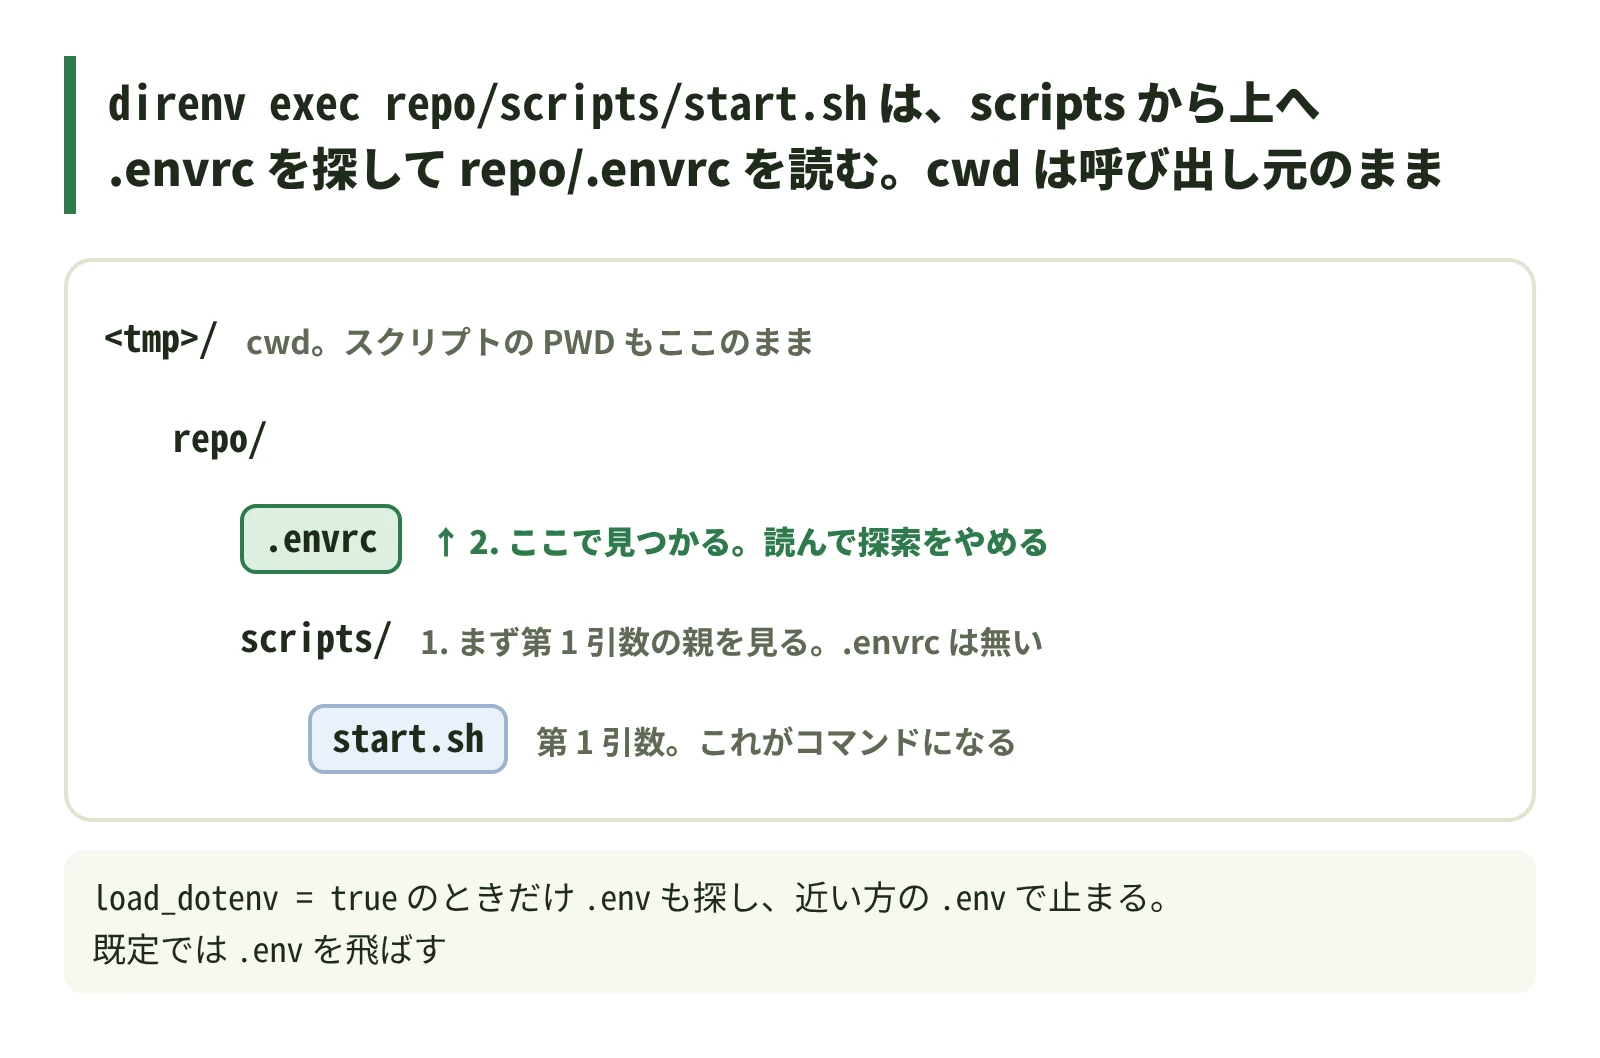 direnv exec repo/scripts/start.sh は、scripts から上へ
.envrc を探して repo/.envrc を読む。cwd は呼び出し元のまま
<tmp>/ cwd。スクリプトの PWD もここのまま
repo/
.envrc ↑ 2. ここで見つかる。読んで探索をやめる
scripts/ 1. まず第 1 引数の親を見る。.envrc は無い
start.sh 第 1 引数。これがコマンドになる
load_dotenv = true のときだけ .env も探し、近い方の .env で止まる。
既定では .env を飛ばす